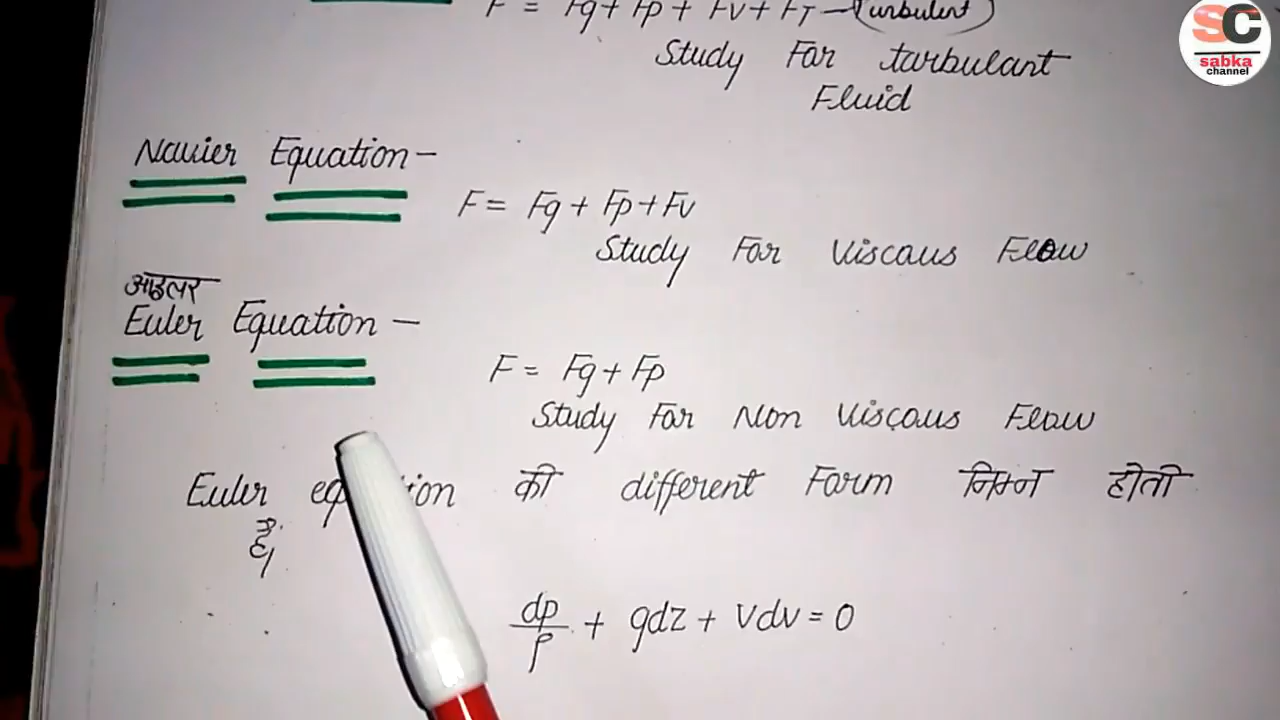 F = Fg + Fp + Fv + FT — (turbulent)
SC
sabka
channel
Study For turbulant
Fluid
Navier Equation –
F = Fg + Fp + Fv
Study For Viscous Flow
आइलर
Euler Equation –
F = Fg + Fp
Study For Non Viscous Flow
Euler equation की different Form निम्न होती
है।
dp/ρ + gdz + vdv = 0